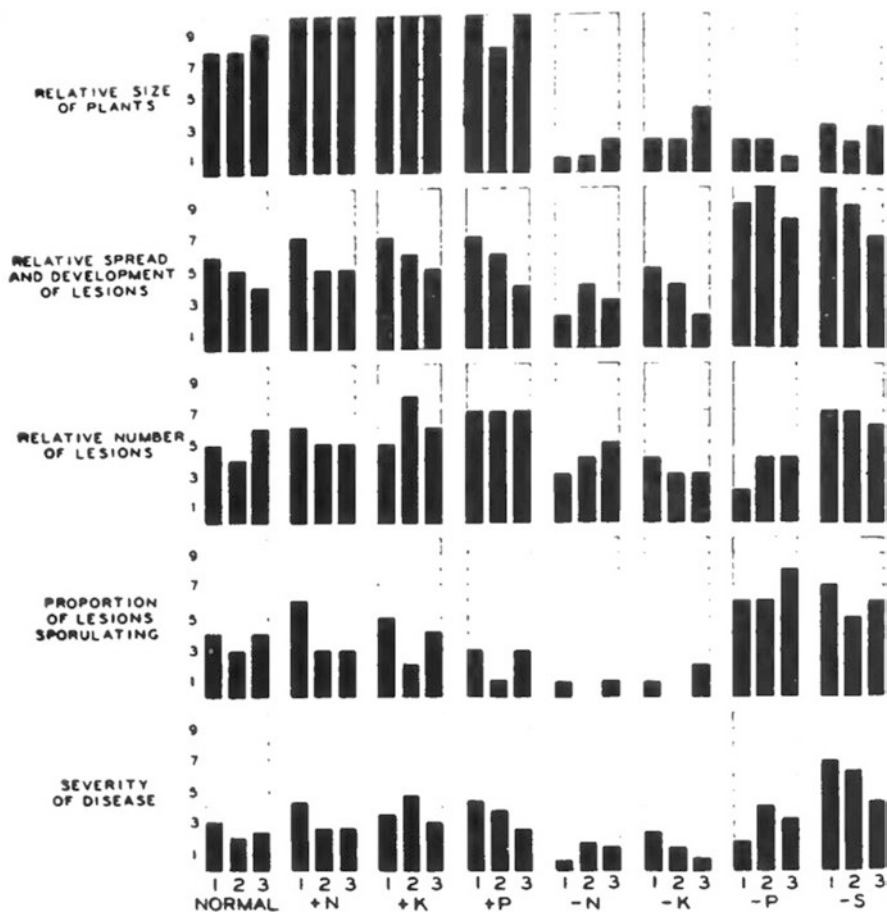 9
7
5
3
1
RELATIVE SIZE
OF PLANTS
9
7
5
3
1
RELATIVE SPREAD
AND DEVELOPMENT
OF LESIONS
9
7
5
3
1
RELATIVE NUMBER
OF LESIONS
9
7
5
3
1
PROPORTION
OF LESIONS
SPORULATING
9
7
5
3
1
SEVERITY
OF DISEASE
1 2 3 1 2 3 1 2 3 1 2 3 1 2 3 1 2 3 1 2 3 1 2 3
NORMAL +N +K +P -N -K -P -S